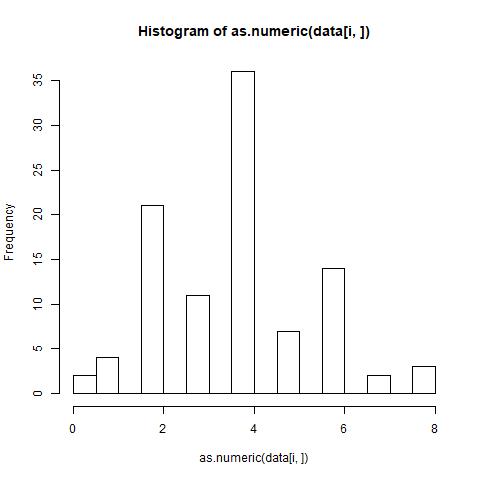 Histogram of as.numeric(data[i, ])
Frequency
35
30
25
20
15
10
5
0
0 2 4 6 8
as.numeric(data[i, ])